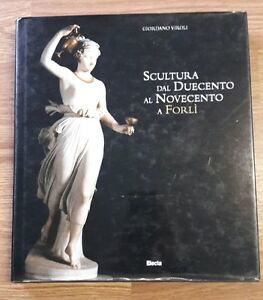 GIORDANO VIROLI
SCULTURA
DAL DUECENTO
AL NOVECENTO
A FORLÌ
Electa